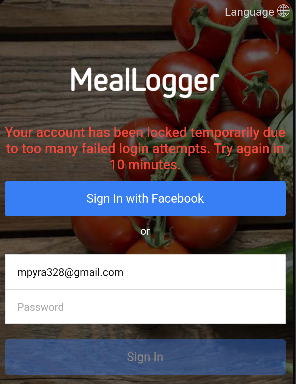 Language
MealLogger
Your account has been locked temporarily due
to too many failed login attempts. Try again in
10 minutes.
Sign In with Facebook
or
mpyra328@gmail.com
Password
Sign In